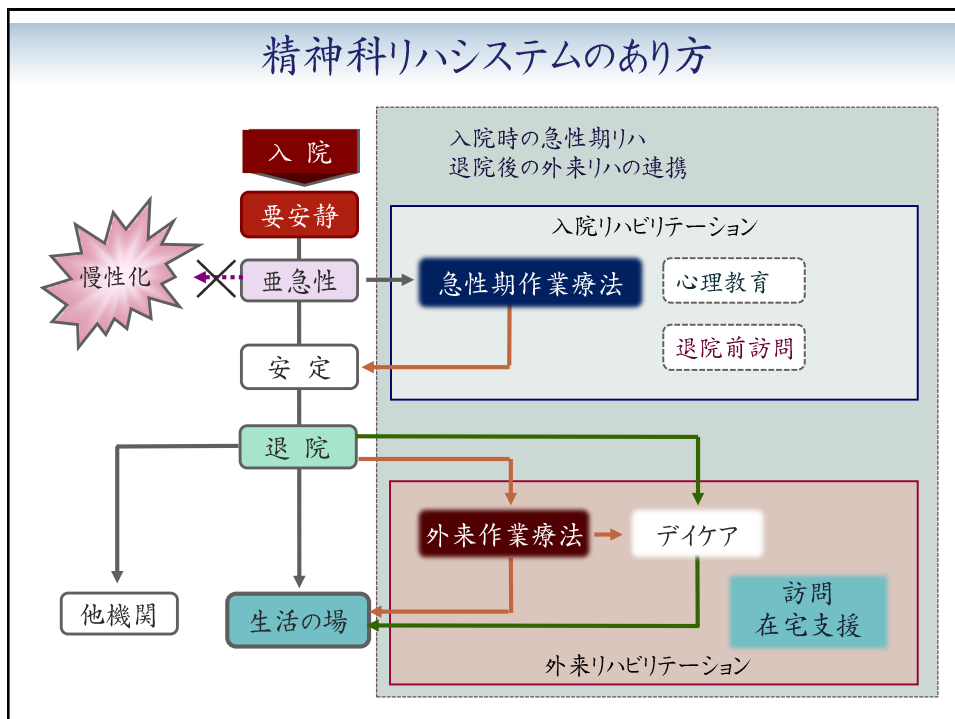 精神科リハシステムのあり方
入院時の急性期リハ
退院後の外来リハの連携
入 院
要安静
入院リハビリテーション
慢性化
亜急性
急性期作業療法
心理教育
退院前訪問
安 定
退 院
外来作業療法
デイケア
他機関
生活の場
訪問
在宅支援
外来リハビリテーション